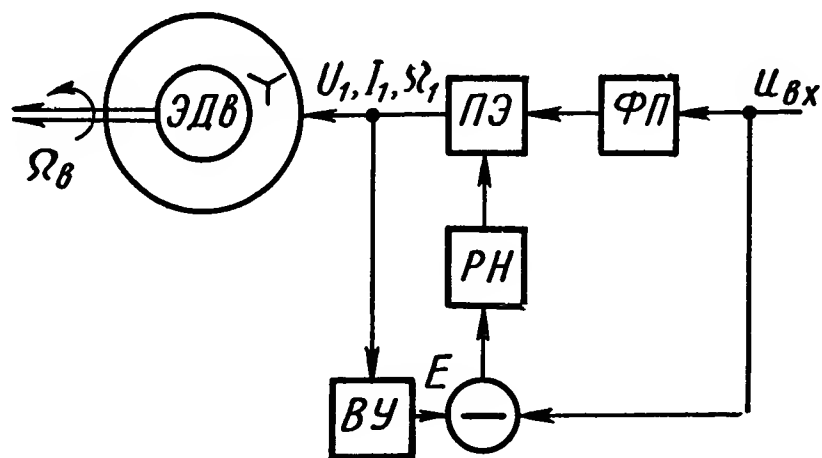 ЭДв
U₁, I₁, Ω₁
ПЭ
ФП
uвх
Ωв
РН
E
ВУ
—